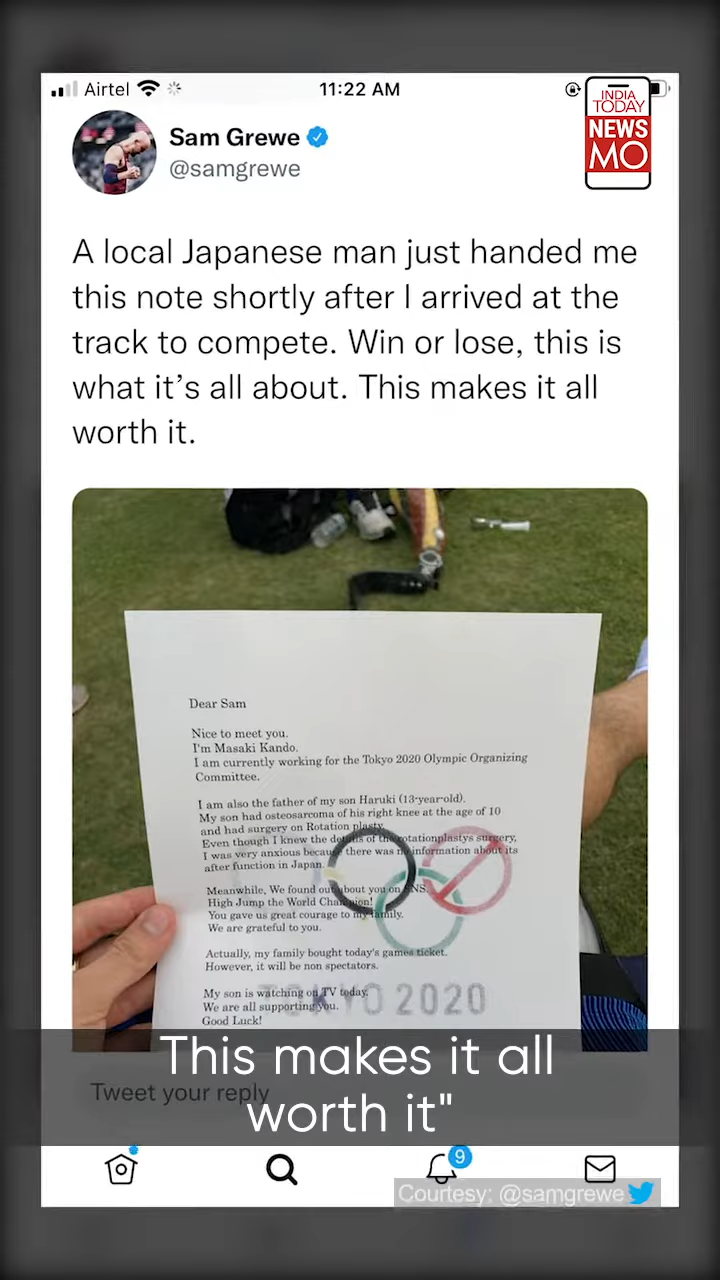 Airtel
11:22 AM
INDIA
TODAY
NEWS
MO
Sam Grewe
@samgrewe
A local Japanese man just handed me
this note shortly after I arrived at the
track to compete. Win or lose, this is
what it’s all about. This makes it all
worth it.
Dear Sam
Nice to meet you.
I'm Masaki Kando.
I am currently working for the Tokyo 2020 Olympic Organizing
Committee.
I am also the father of my son Haruki (13-year-old).
My son had osteosarcoma of his right knee at the age of 10
and had surgery on Rotation plasty.
Even though I knew the details of the rotationplastys surgery,
I was very anxious because there was no information about its
after function in Japan.
Meanwhile, We found out about you on SNS.
High Jump the World Champion!
You gave us great courage to my family.
We are grateful to you.
Actually, my family bought today's games ticket.
However, it will be non spectators.
My son is watching on TV today.
We are all supporting you.
Good Luck!
TOKYO 2020
This makes it all
worth it"
Tweet your reply
9
Courtesy: @samgrewe